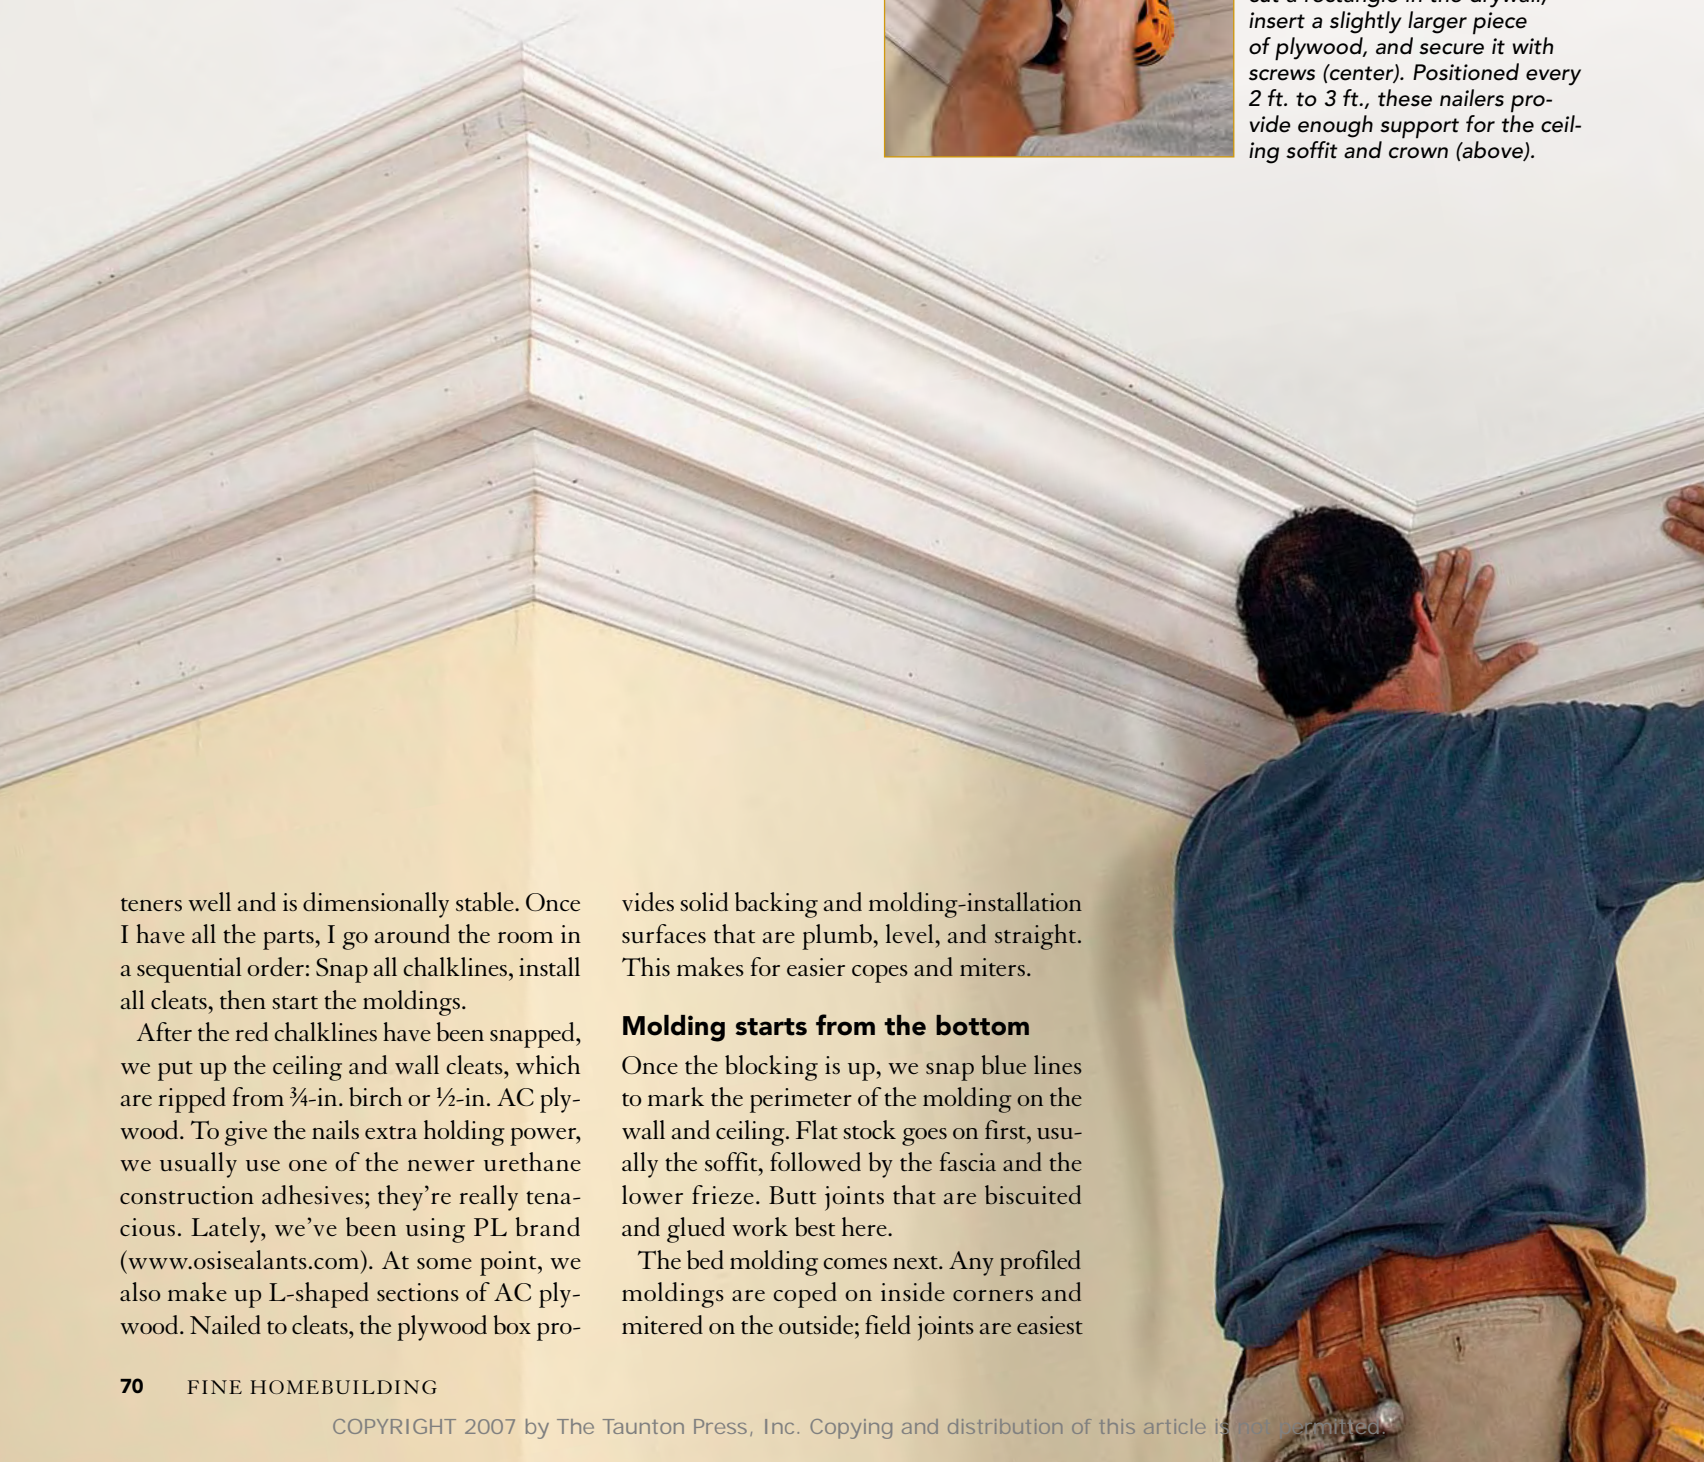 cut a rectangle in the drywall,
insert a slightly larger piece
of plywood, and secure it with
screws (center). Positioned every
2 ft. to 3 ft., these nailers pro-
vide enough support for the ceil-
ing soffit and crown (above).
teners well and is dimensionally stable. Once
I have all the parts, I go around the room in
a sequential order: Snap all chalklines, install
all cleats, then start the moldings.
After the red chalklines have been snapped,
we put up the ceiling and wall cleats, which
are ripped from ¾-in. birch or ½-in. AC ply-
wood. To give the nails extra holding power,
we usually use one of the newer urethane
construction adhesives; they’re really tena-
cious. Lately, we’ve been using PL brand
(www.osisealants.com). At some point, we
also make up L-shaped sections of AC ply-
wood. Nailed to cleats, the plywood box pro-
vides solid backing and molding-installation
surfaces that are plumb, level, and straight.
This makes for easier copes and miters.
Molding starts from the bottom
Once the blocking is up, we snap blue lines
to mark the perimeter of the molding on the
wall and ceiling. Flat stock goes on first, usu-
ally the soffit, followed by the fascia and the
lower frieze. Butt joints that are biscuited
and glued work best here.
The bed molding comes next. Any profiled
moldings are coped on inside corners and
mitered on the outside; field joints are easiest
70 FINE HOMEBUILDING
COPYRIGHT 2007 by The Taunton Press, Inc. Copying and distribution of this article is not permitted.